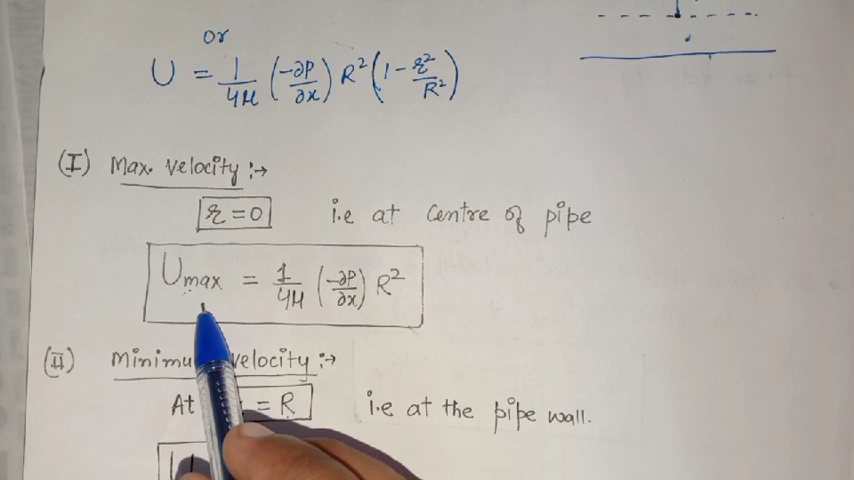 or
U = 1/4μ (-∂P/∂x) R² (1 - r²/R²)
(I) Max. velocity :→
r = 0 i.e at centre of pipe
Umax = 1/4μ (-∂P/∂x) R²
(II) Minimu velocity :→
At = R i.e at the pipe wall.